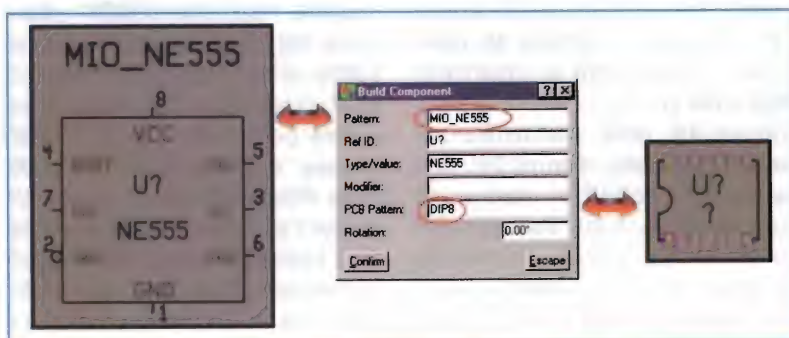 MIO_NE555
8
VCC
4
5
U?
7
3
NE555
2
6
GND
1
Build Component
Pattern:
MIO_NE555
Ref ID:
U?
Type/value:
NE555
Modifier:
PCB Pattern:
DIP8
Rotation:
0.00°
Confirm
Escape
U?
?